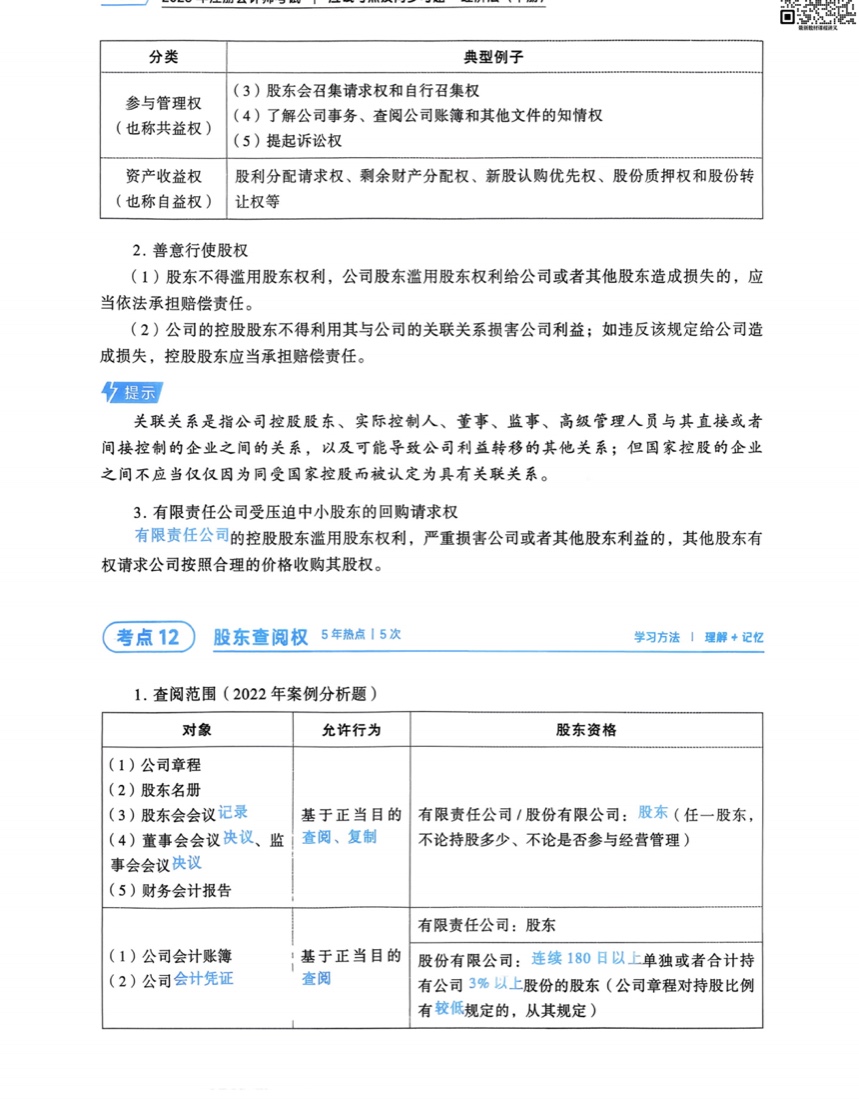 分类 典型例子
参与管理权
（也称共益权）
（3）股东会召集请求权和自行召集权
（4）了解公司事务、查阅公司账簿和其他文件的知情权
（5）提起诉讼权
资产收益权
（也称自益权）
股利分配请求权、剩余财产分配权、新股认购优先权、股份质押权和股份转
让权等
2. 善意行使股权
（1）股东不得滥用股东权利，公司股东滥用股东权利给公司或者其他股东造成损失的，应
当依法承担赔偿责任。
（2）公司的控股股东不得利用其与公司的关联关系损害公司利益；如违反该规定给公司造
成损失，控股股东应当承担赔偿责任。
提示
关联关系是指公司控股股东、实际控制人、董事、监事、高级管理人员与其直接或者
间接控制的企业之间的关系，以及可能导致公司利益转移的其他关系；但国家控股的企业
之间不应当仅仅因为同受国家控股而被认定为具有关联关系。
3. 有限责任公司受压迫中小股东的回购请求权
有限责任公司的控股股东滥用股东权利，严重损害公司或者其他股东利益的，其他股东有
权请求公司按照合理的价格收购其股权。
考点 12 股东查阅权 5年热点 | 5次 学习方法 | 理解+记忆
1. 查阅范围（2022 年案例分析题）
对象 允许行为 股东资格
（1）公司章程
（2）股东名册
（3）股东会会议记录
（4）董事会会议决议、监
事会会议决议
（5）财务会计报告
基于正当目的
查阅、复制
有限责任公司/股份有限公司：股东（任一股东，
不论持股多少、不论是否参与经营管理）
（1）公司会计账簿
（2）公司会计凭证
基于正当目的
查阅
有限责任公司：股东
股份有限公司：连续 180 日以上单独或者合计持
有公司 3% 以上股份的股东（公司章程对持股比例
有较低规定的，从其规定）